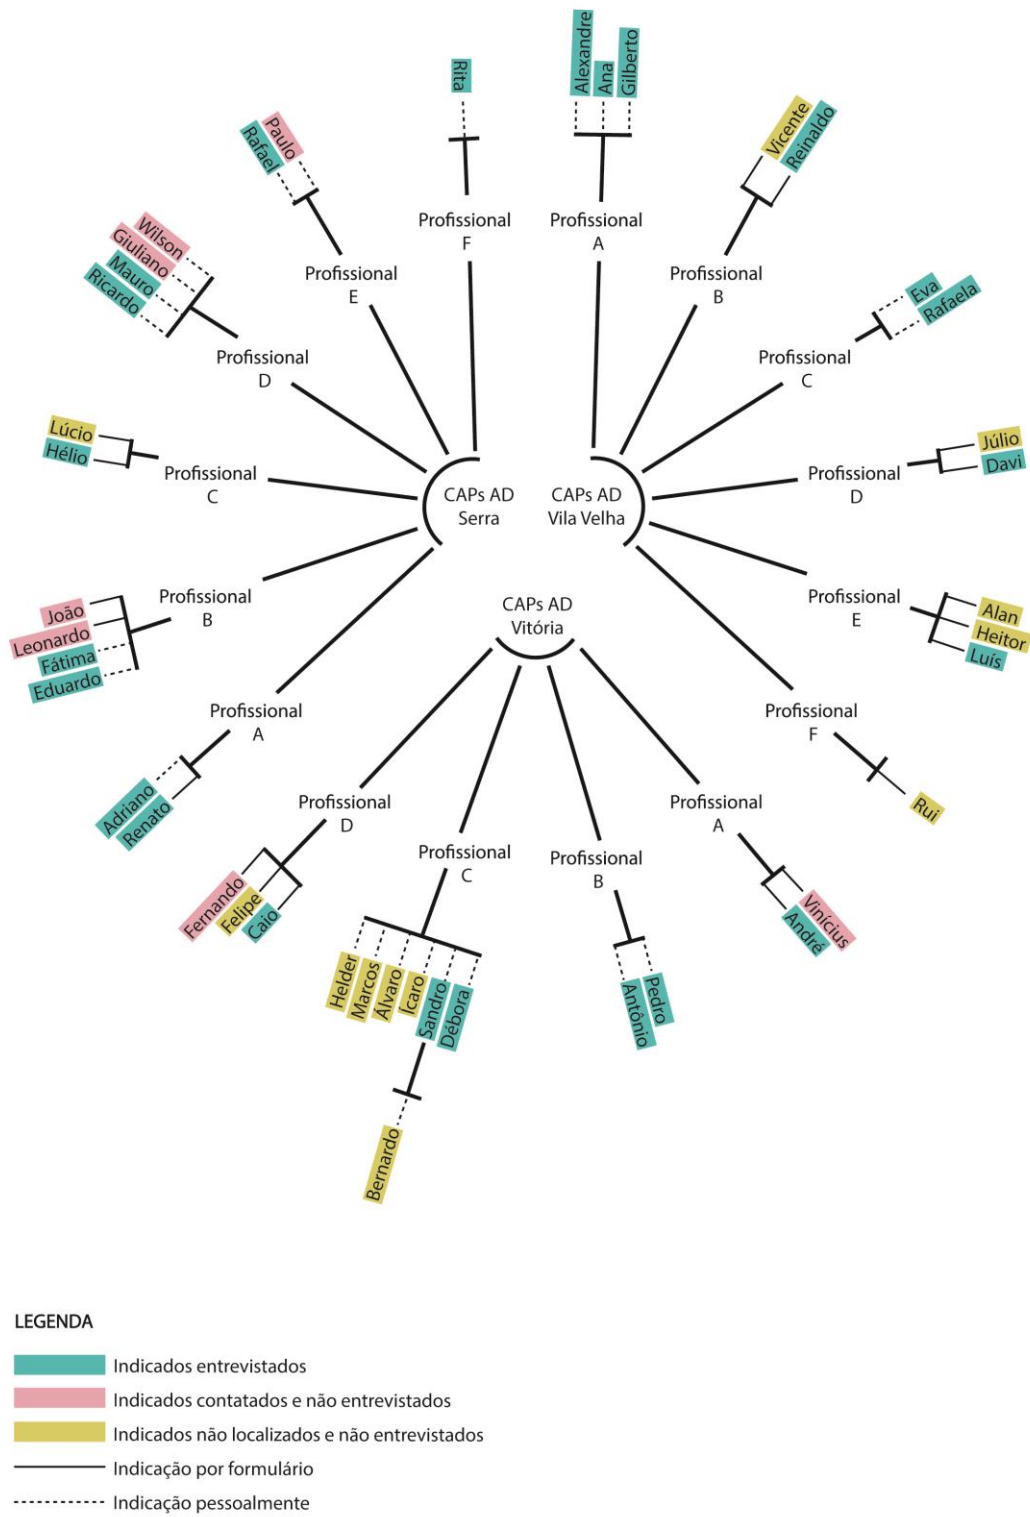 Rita
Alexandre
Ana
Gilberto
Rafael
Paulo
Vicente
Reinaldo
Profissional
F
Profissional
A
Wilson
Giuliano
Mauro
Ricardo
Profissional
E
Profissional
B
Eva
Rafaela
Profissional
D
Profissional
C
Lúcio
Hélio
Profissional
C
CAPs AD
Serra
CAPs AD
Vila Velha
Profissional
D
Júlio
Davi
João
Leonardo
Fátima
Eduardo
Profissional
B
CAPs AD
Vitória
Profissional
E
Alan
Heitor
Luís
Profissional
A
Profissional
F
Adriano
Renato
Rui
Profissional
D
Profissional
A
Fernando
Felipe
Caio
Profissional
C
Profissional
B
Vinícius
André
Helder
Marcos
Álvaro
Ícaro
Sandro
Débora
Antônio
Pedro
Bernardo
LEGENDA
Indicados entrevistados
Indicados contatados e não entrevistados
Indicados não localizados e não entrevistados
Indicação por formulário
Indicação pessoalmente